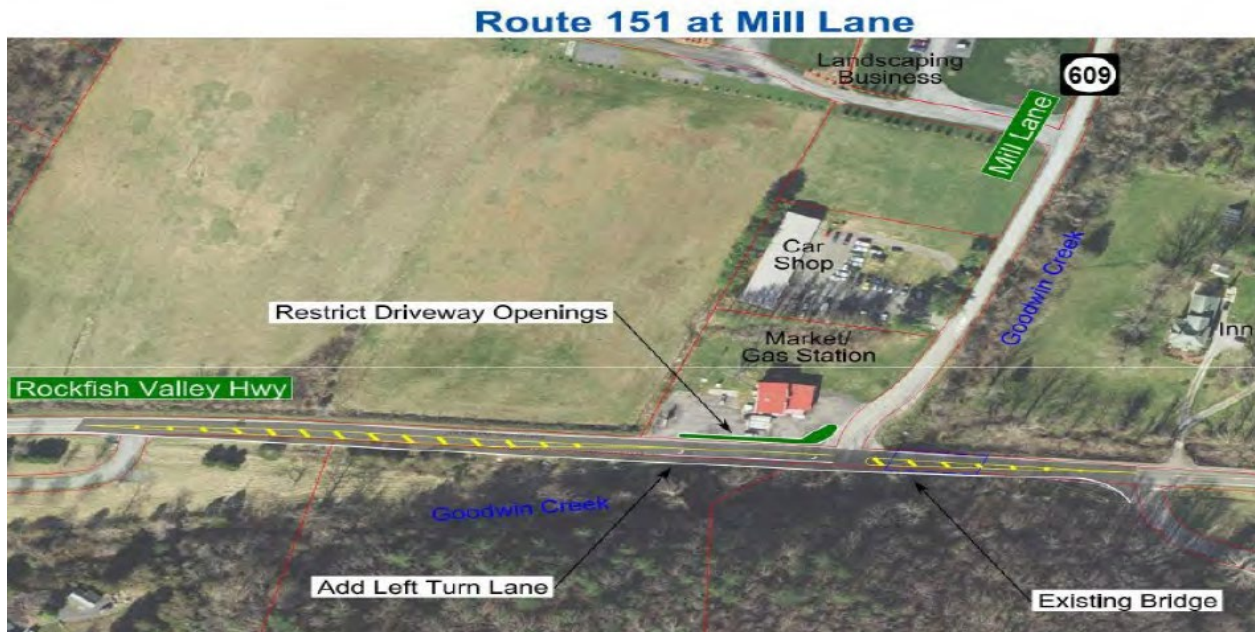 Route 151 at Mill Lane
Landscaping
Business
609
Mill Lane
Car
Shop
Goodwin Creek
Inn
Restrict Driveway Openings
Market/
Gas Station
Rockfish Valley Hwy
Goodwin Creek
Add Left Turn Lane
Existing Bridge